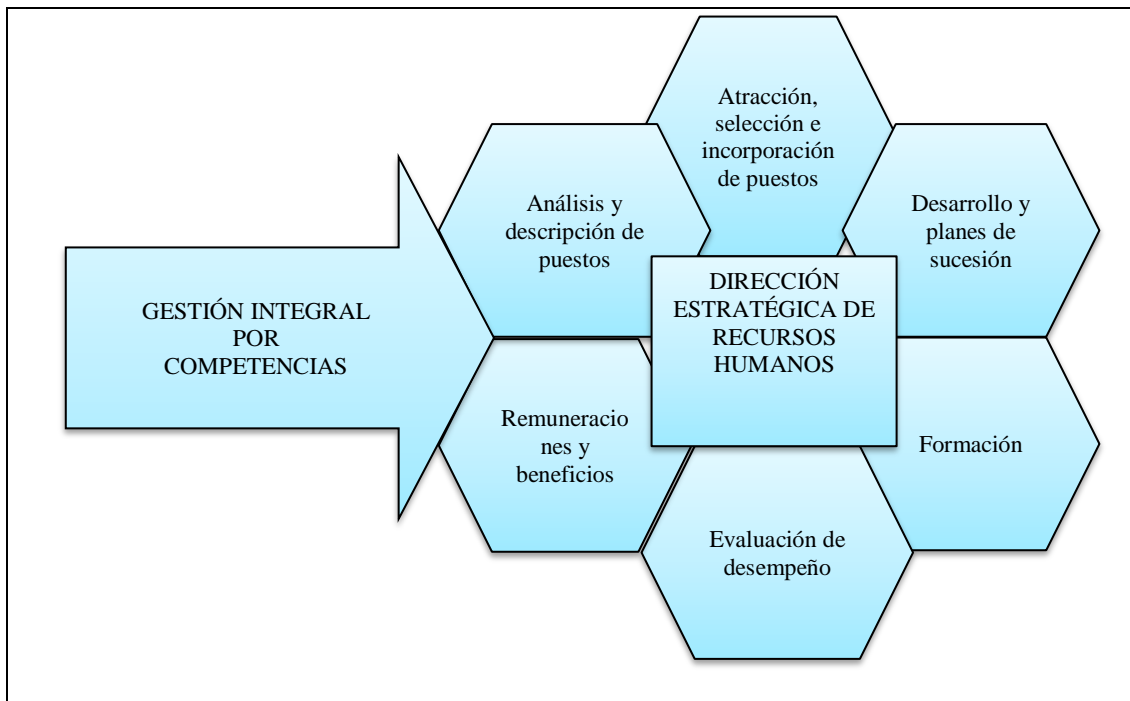 GESTIÓN INTEGRAL
POR
COMPETENCIAS
Análisis y
descripción de
puestos
Atracción,
selección e
incorporación
de puestos
Desarrollo y
planes de
sucesión
DIRECCIÓN
ESTRATÉGICA DE
RECURSOS
HUMANOS
Remuneracio
nes y
beneficios
Evaluación de
desempeño
Formación